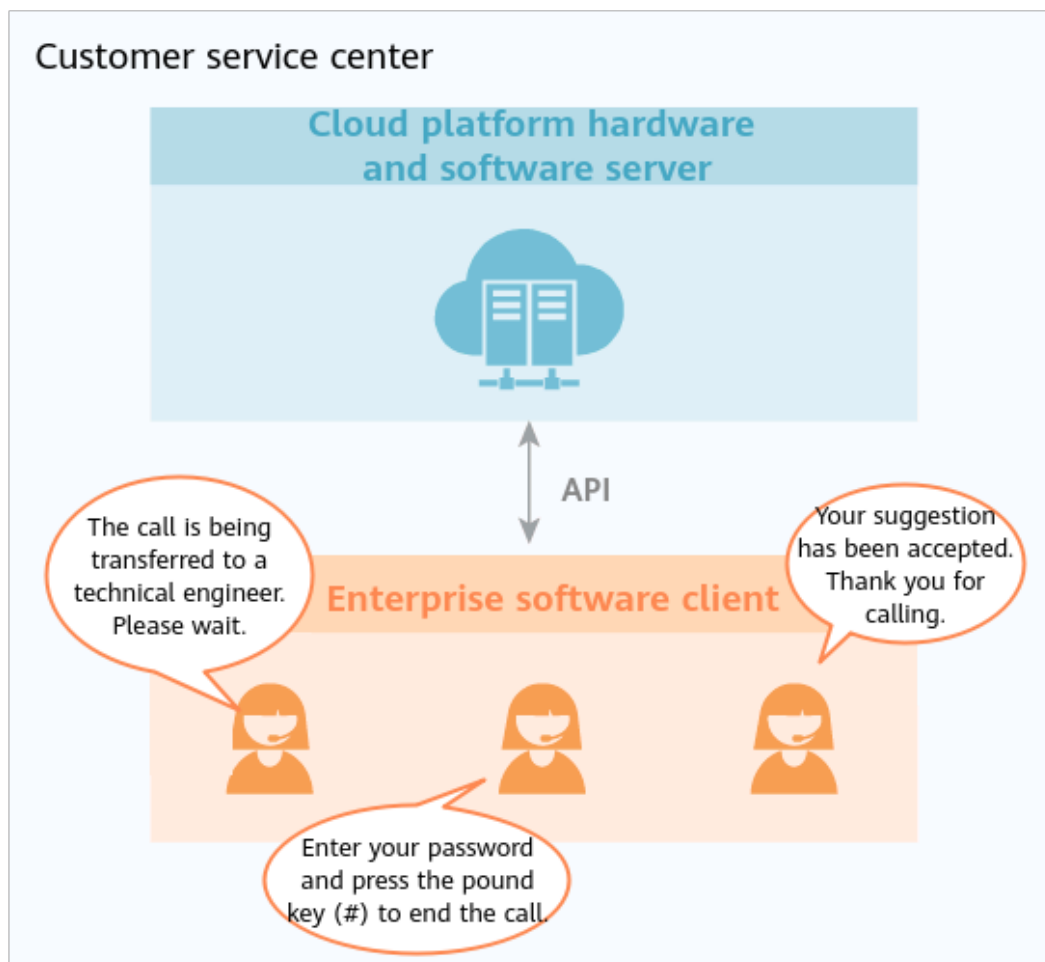 Customer service center
Cloud platform hardware
and software server
API
The call is being
transferred to a
technical engineer.
Please wait.
Your suggestion
has been accepted.
Thank you for
calling.
Enterprise software client
Enter your password
and press the pound
key (#) to end the call.